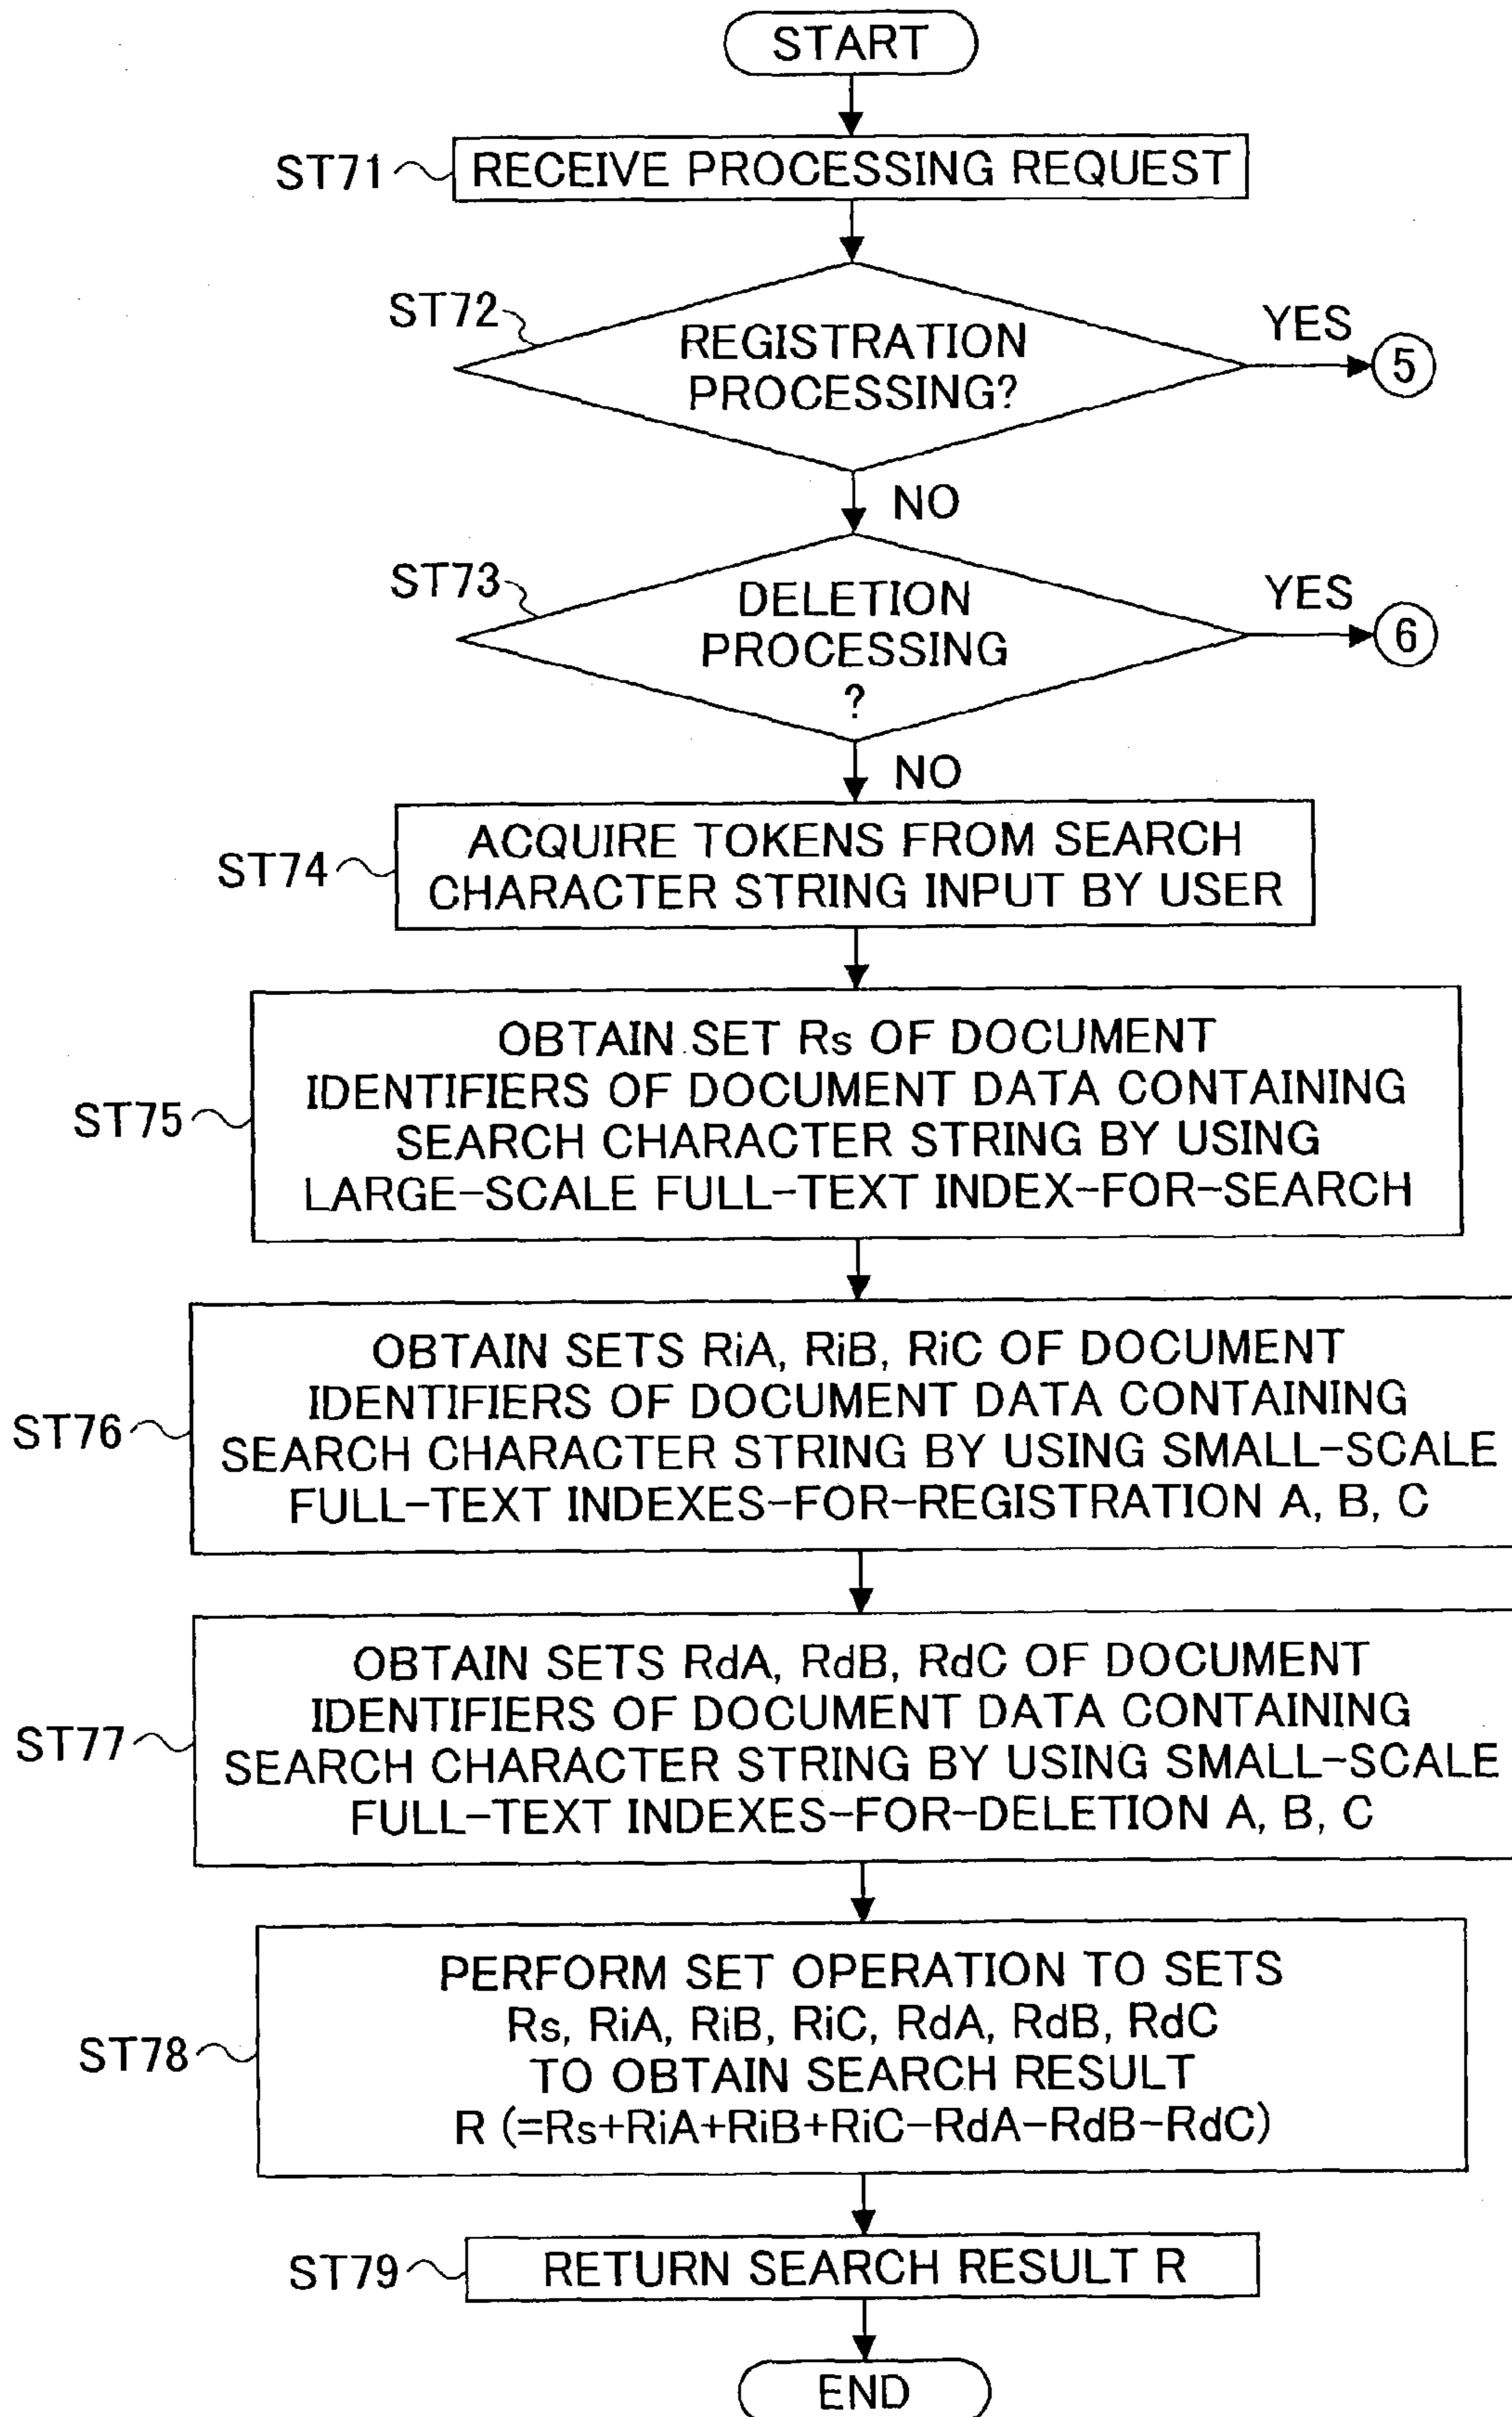 START
ST71
RECEIVE PROCESSING REQUEST
ST72
REGISTRATION
PROCESSING?
YES
5
NO
ST73
DELETION
PROCESSING
?
YES
6
NO
ST74
ACQUIRE TOKENS FROM SEARCH
CHARACTER STRING INPUT BY USER
ST75
OBTAIN SET Rs OF DOCUMENT
IDENTIFIERS OF DOCUMENT DATA CONTAINING
SEARCH CHARACTER STRING BY USING
LARGE-SCALE FULL-TEXT INDEX-FOR-SEARCH
ST76
OBTAIN SETS RiA, RiB, RiC OF DOCUMENT
IDENTIFIERS OF DOCUMENT DATA CONTAINING
SEARCH CHARACTER STRING BY USING SMALL-SCALE
FULL-TEXT INDEXES-FOR-REGISTRATION A, B, C
ST77
OBTAIN SETS RdA, RdB, RdC OF DOCUMENT
IDENTIFIERS OF DOCUMENT DATA CONTAINING
SEARCH CHARACTER STRING BY USING SMALL-SCALE
FULL-TEXT INDEXES-FOR-DELETION A, B, C
ST78
PERFORM SET OPERATION TO SETS
Rs, RiA, RiB, RiC, RdA, RdB, RdC
TO OBTAIN SEARCH RESULT
R (=Rs+RiA+RiB+RiC-RdA-RdB-RdC)
ST79
RETURN SEARCH RESULT R
END